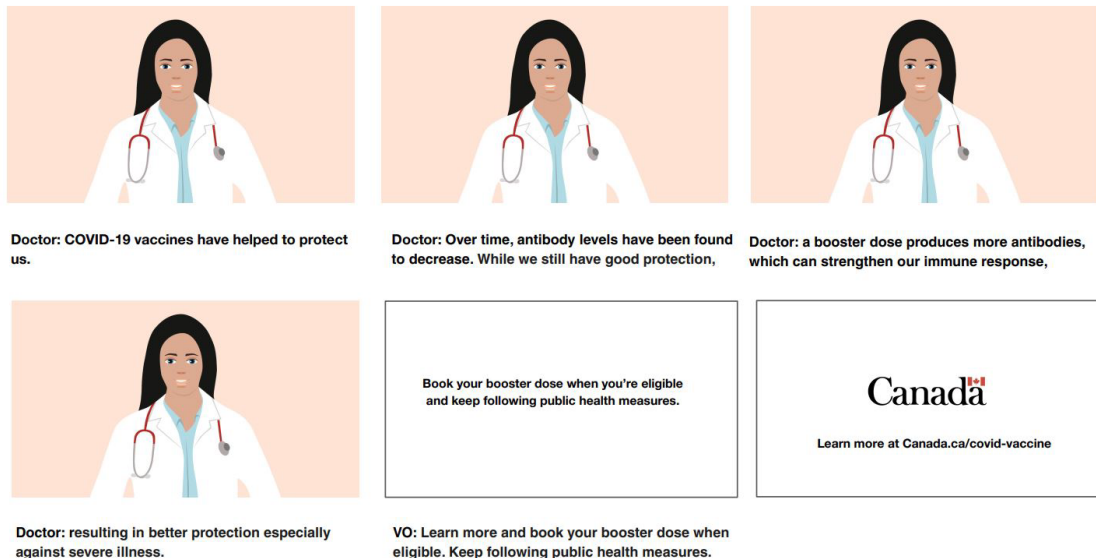 Doctor: COVID-19 vaccines have helped to protect
us.
Doctor: Over time, antibody levels have been found
to decrease. While we still have good protection,
Doctor: a booster dose produces more antibodies,
which can strengthen our immune response,
Doctor: resulting in better protection especially
against severe illness.
Book your booster dose when you’re eligible
and keep following public health measures.
VO: Learn more and book your booster dose when
eligible. Keep following public health measures.
Canada
Learn more at Canada.ca/covid-vaccine